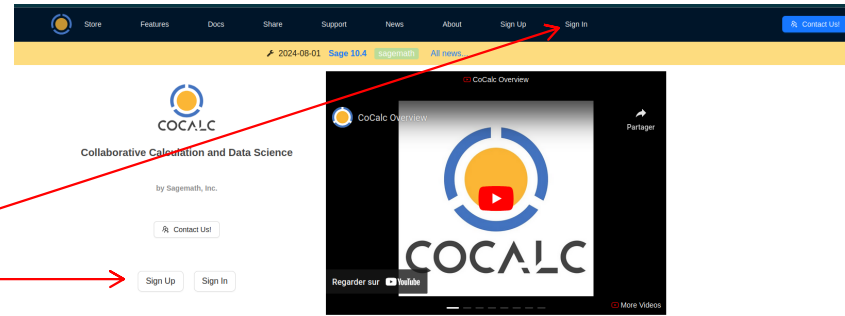 Store Features Docs Share Support News About Sign Up Sign In Contact Us!
2024-08-01 Sage 10.4 sagemath All news...
CoCalc Overview
CoCalc Overview
Partager
COCALC
Collaborative Calculation and Data Science
by Sagemath, Inc.
Contact Us!
COCALC
Sign Up Sign In
Regarder sur YouTube
More Videos